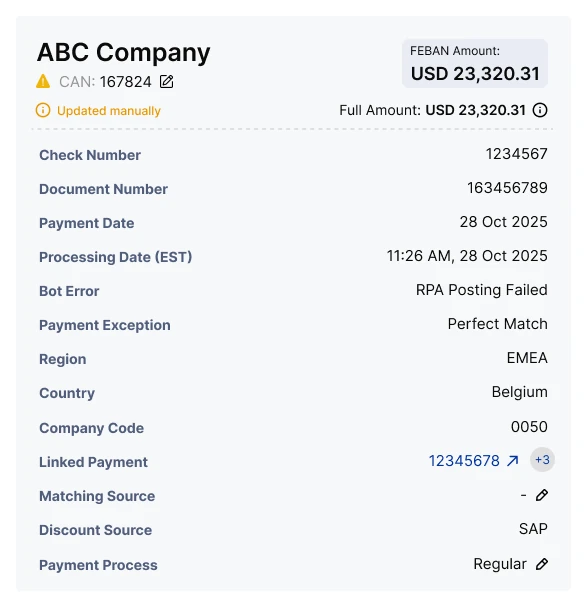 ABC Company
FEBAN Amount:
USD 23,320.31
CAN: 167824
Updated manually
Full Amount: USD 23,320.31
Check Number 1234567
Document Number 163456789
Payment Date 28 Oct 2025
Processing Date (EST) 11:26 AM, 28 Oct 2025
Bot Error RPA Posting Failed
Payment Exception Perfect Match
Region EMEA
Country Belgium
Company Code 0050
Linked Payment 12345678 +3
Matching Source -
Discount Source SAP
Payment Process Regular